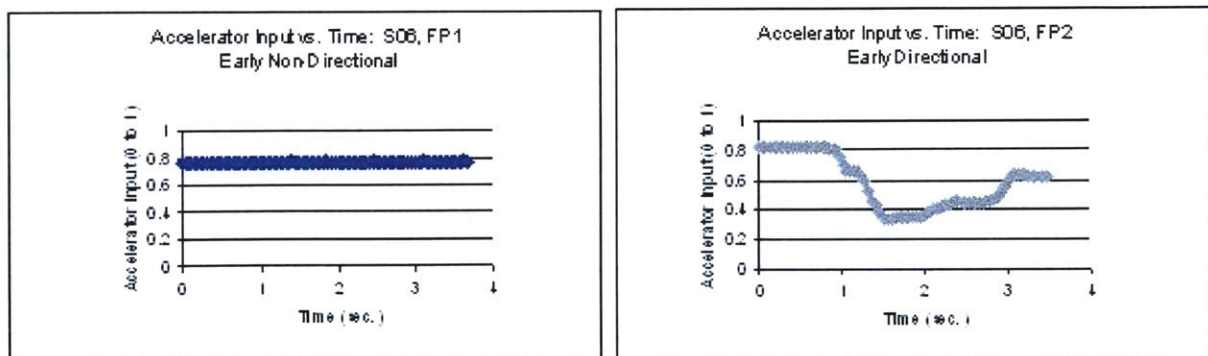 Accelerator Input vs. Time: S06, FP1
Early Non-Directional
Accelerator Input (0 to 1)
1
0.8
0.6
0.4
0.2
0
0 1 2 3 4
Time (sec.)
Accelerator Input vs. Time: S06, FP2
Early Directional
Accelerator Input (0 to 1)
1
0.8
0.6
0.4
0.2
0
0 1 2 3 4
Time (sec.)